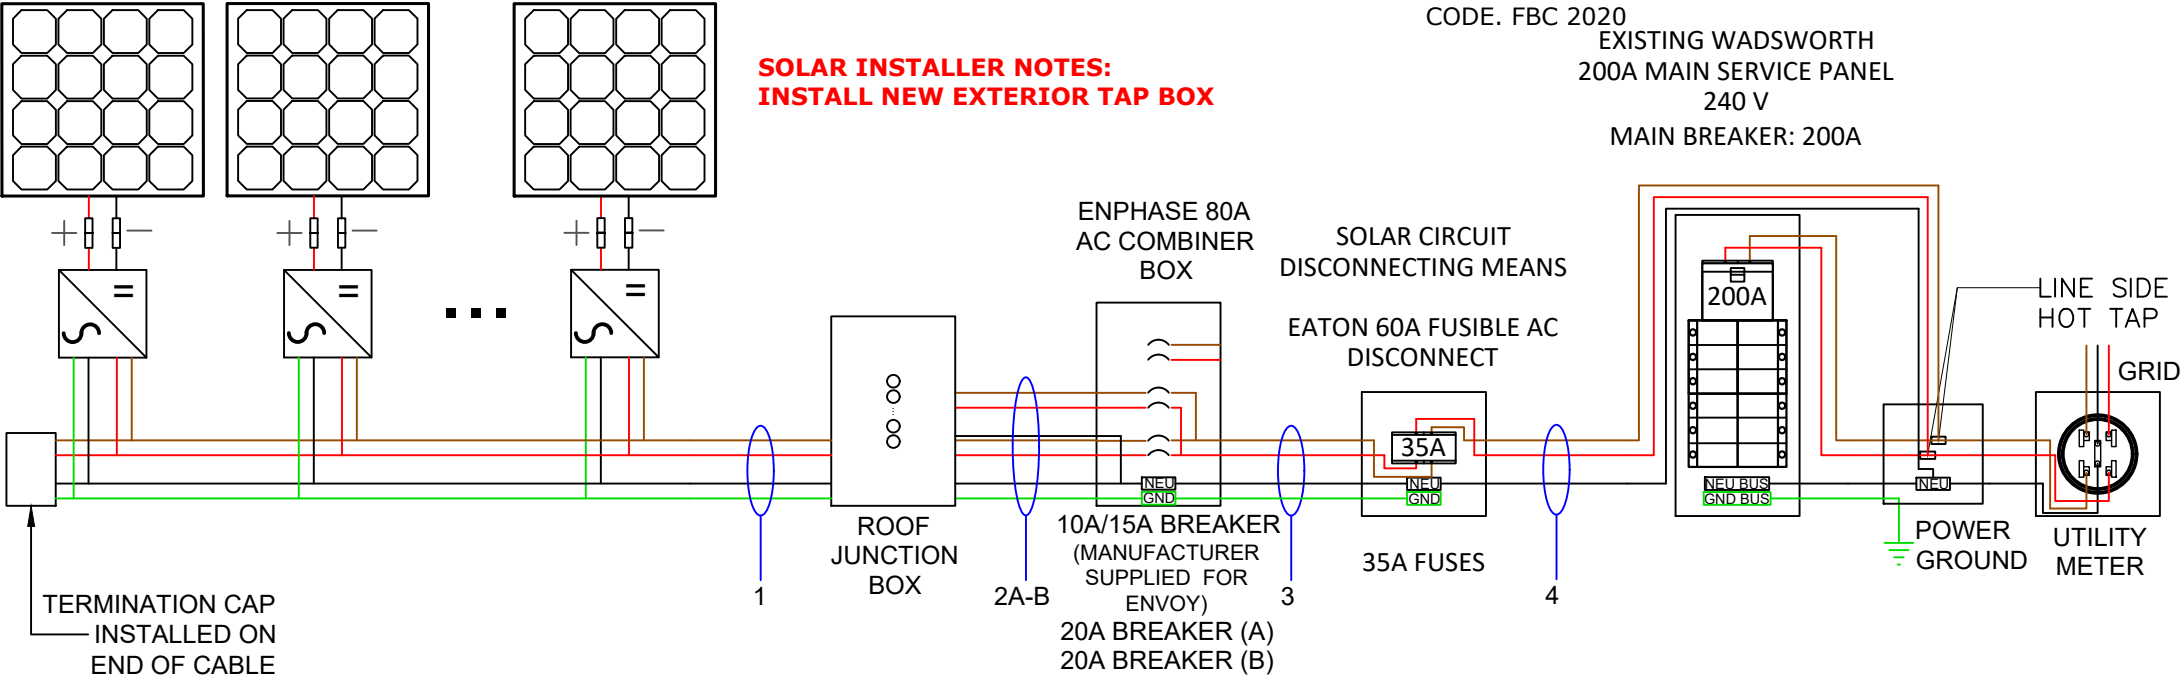 CODE. FBC 2020
EXISTING WADSWORTH
200A MAIN SERVICE PANEL
240 V
MAIN BREAKER: 200A
SOLAR INSTALLER NOTES:
INSTALL NEW EXTERIOR TAP BOX
ENPHASE 80A
AC COMBINER
BOX
SOLAR CIRCUIT
DISCONNECTING MEANS
EATON 60A FUSIBLE AC
DISCONNECT
200A
LINE SIDE
HOT TAP
GRID
35A
NEU
GND
NEU
GND
NEU BUS
GND BUS
NEU
ROOF
JUNCTION
BOX
10A/15A BREAKER
(MANUFACTURER
SUPPLIED FOR
ENVOY)
20A BREAKER (A)
20A BREAKER (B)
35A FUSES
POWER
GROUND
UTILITY
METER
1
2A-B
3
4
TERMINATION CAP
INSTALLED ON
END OF CABLE